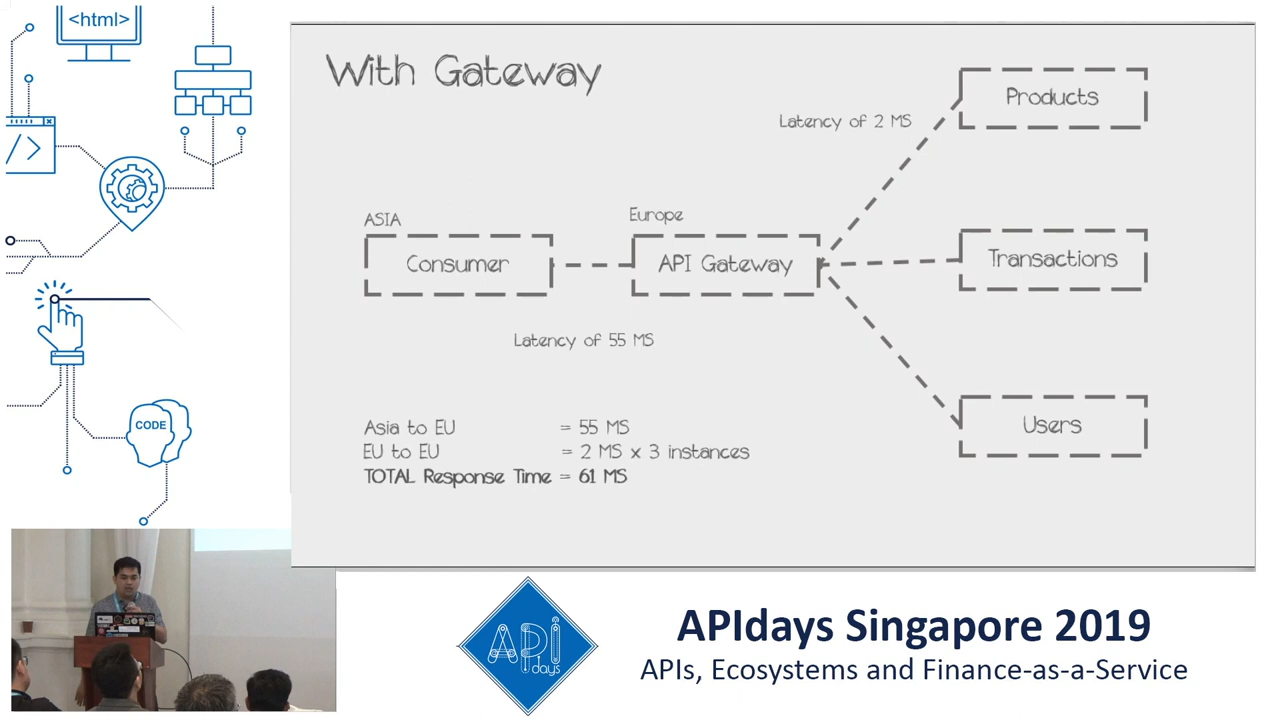 <html>
</>
CODE
With Gateway
Products
Latency of 2 MS
ASIA
Europe
Consumer
API Gateway
Transactions
Latency of 55 MS
Users
Asia to EU = 55 MS
EU to EU = 2 MS x 3 instances
TOTAL Response Time = 61 MS
API
days
APIdays Singapore 2019
APIs, Ecosystems and Finance-as-a-Service